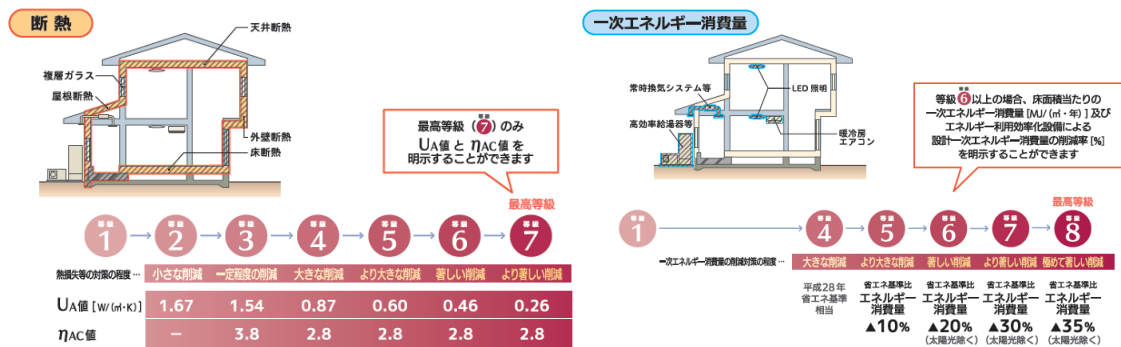 断熱
天井断熱
複層ガラス
屋根断熱
外壁断熱
床断熱
最高等級（等級7）のみ
UA値 と ηAC値 を
明示することができます
最高等級
等級1
等級2
等級3
等級4
等級5
等級6
等級7
熱損失等の対策の程度… 小さな削減 一定程度の削減 大きな削減 より大きな削減 著しい削減 より著しい削減
UA値 [W/(㎡・K)] 1.67 1.54 0.87 0.60 0.46 0.26
ηAC値 － 3.8 2.8 2.8 2.8 2.8
一次エネルギー消費量
常時換気システム等
LED 照明
高効率給湯器等
暖冷房
エアコン
等級6以上の場合、床面積当たりの
一次エネルギー消費量 [MJ/(㎡・年)] 及び
エネルギー利用効率化設備による
設計一次エネルギー消費量の削減率 [%]
を明示することができます
最高等級
等級1
等級4
等級5
等級6
等級7
等級8
一次エネルギー消費量の削減対策の程度… 大きな削減 より大きな削減 著しい削減 より著しい削減 極めて著しい削減
平成28年
省エネ基準
相当
省エネ基準比
エネルギー
消費量
▲10%
省エネ基準比
エネルギー
消費量
▲20%
（太陽光除く）
省エネ基準比
エネルギー
消費量
▲30%
（太陽光除く）
省エネ基準比
エネルギー
消費量
▲35%
（太陽光除く）